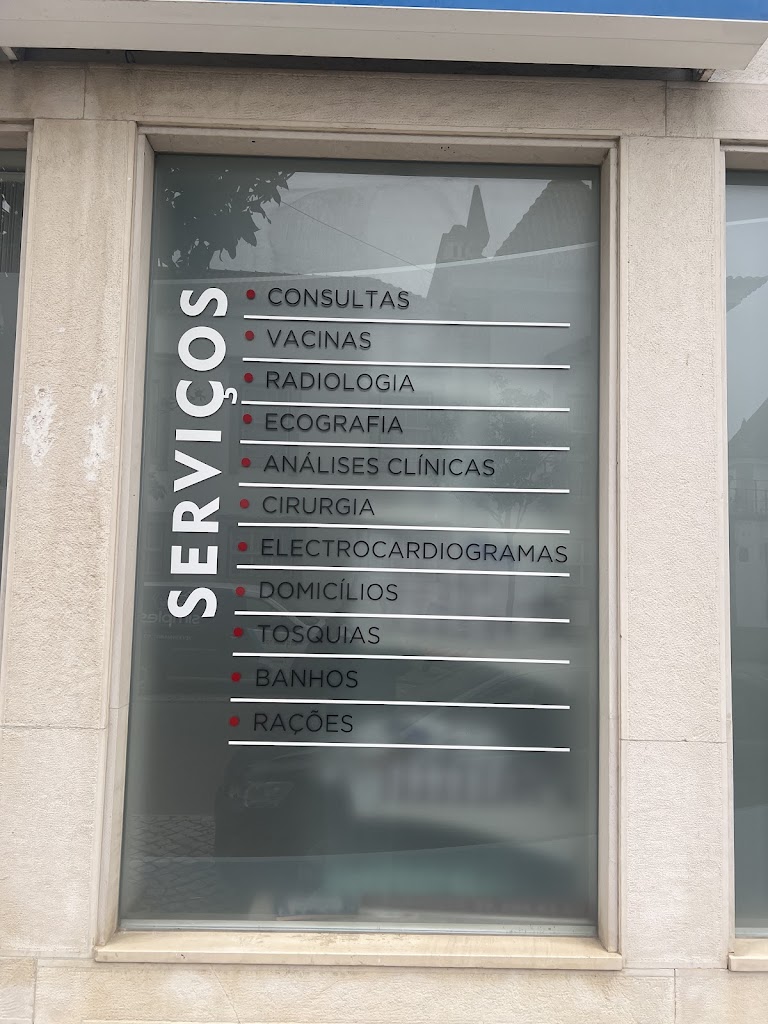 SERVIÇOS
CONSULTAS
VACINAS
RADIOLOGIA
ECOGRAFIA
ANÁLISES CLÍNICAS
CIRURGIA
ELECTROCARDIOGRAMAS
DOMICÍLIOS
TOSQUIAS
BANHOS
RAÇÕES